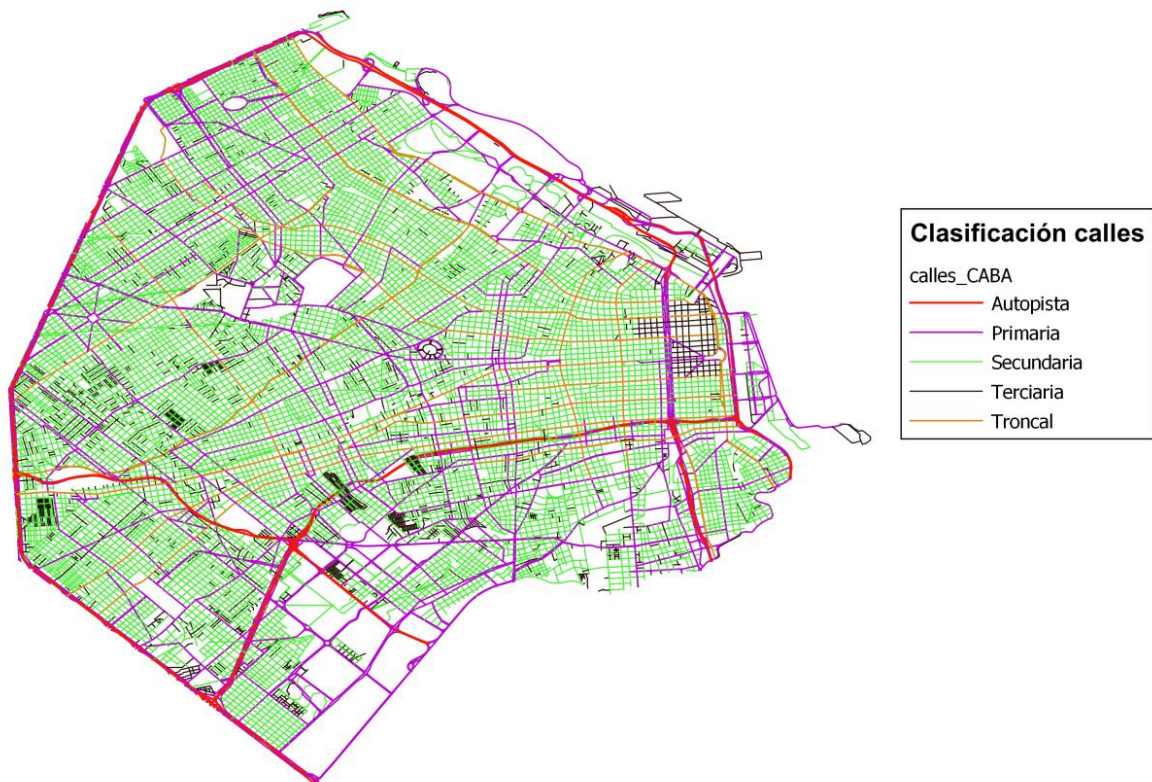 Clasificación calles
calles_CABA
Autopista
Primaria
Secundaria
Terciaria
Troncal